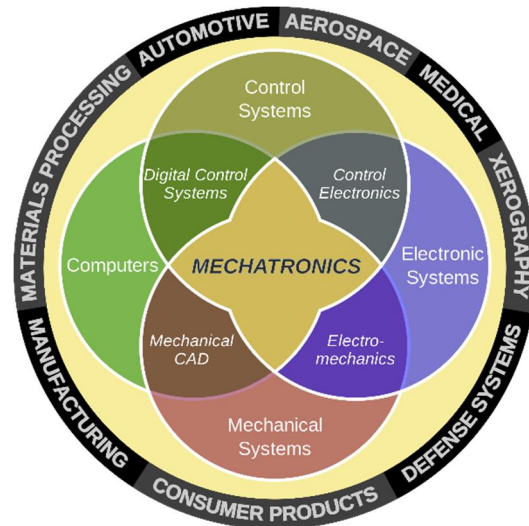 AUTOMOTIVE
AEROSPACE
MEDICAL
XEROGRAPHY
DEFENSE SYSTEMS
CONSUMER PRODUCTS
MANUFACTURING
MATERIALS PROCESSING
Control
Systems
Digital Control
Systems
Control
Electronics
Computers
MECHATRONICS
Electronic
Systems
Mechanical
CAD
Electro-
mechanics
Mechanical
Systems